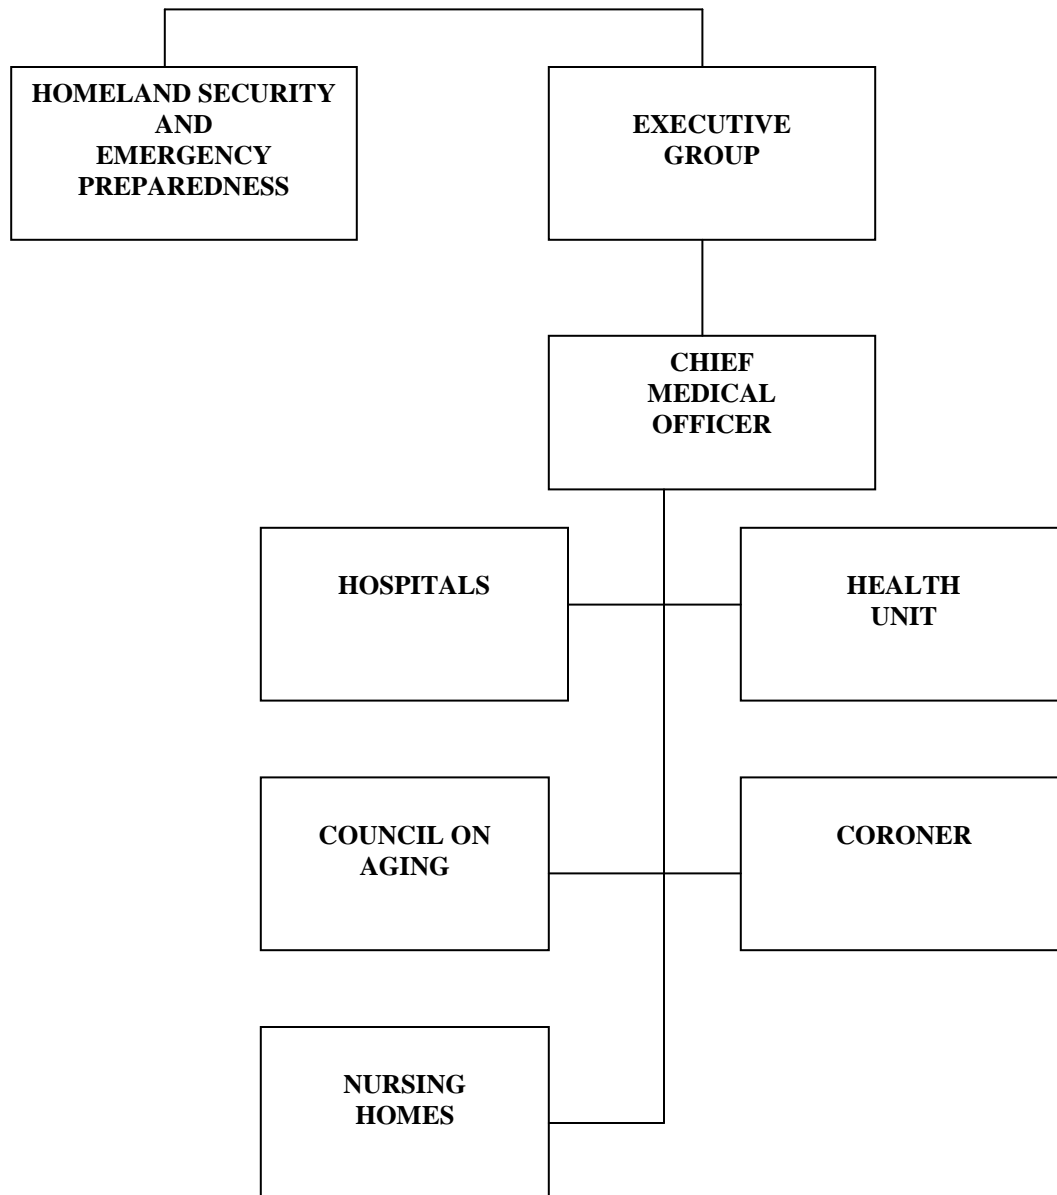 HOMELAND SECURITY
AND
EMERGENCY
PREPAREDNESS
EXECUTIVE
GROUP
CHIEF
MEDICAL
OFFICER
HOSPITALS
HEALTH
UNIT
COUNCIL ON
AGING
CORONER
NURSING
HOMES